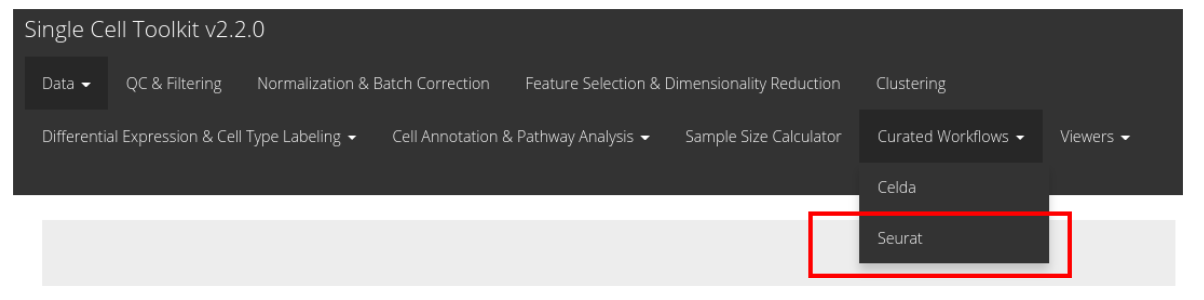 Single Cell Toolkit v2.2.0
Data QC & Filtering Normalization & Batch Correction Feature Selection & Dimensionality Reduction Clustering
Differential Expression & Cell Type Labeling Cell Annotation & Pathway Analysis Sample Size Calculator Curated Workflows Viewers
Celda
Seurat